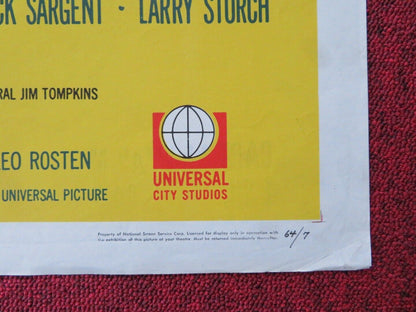 CK SARGENT · LARRY STORCH
RAL JIM TOMPKINS
LEO ROSTEN
UNIVERSAL PICTURE
UNIVERSAL
CITY STUDIOS
Property of National Screen Service Corp. Licensed for display only in connection with
the exhibition of this picture at your theatre. Must be returned immediately thereafter.
64/7